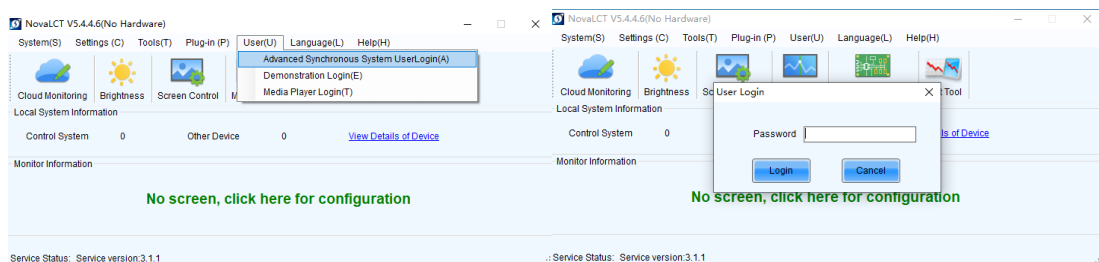 NovaLCT V5.4.4.6(No Hardware)
System(S) Settings (C) Tools(T) Plug-in (P) User(U) Language(L) Help(H)
Advanced Synchronous System UserLogin(A)
Demonstration Login(E)
Media Player Login(T)
Cloud Monitoring Brightness Screen Control
Local System Information
Control System 0 Other Device 0 View Details of Device
Monitor Information
No screen, click here for configuration
Service Status: Service version:3.1.1
NovaLCT V5.4.4.6(No Hardware)
System(S) Settings (C) Tools(T) Plug-in (P) User(U) Language(L) Help(H)
Cloud Monitoring Brightness Tool
User Login
Password
Login Cancel
Local System Information
Control System 0 of Device
Monitor Information
No screen, click here for configuration
Service Status: Service version:3.1.1